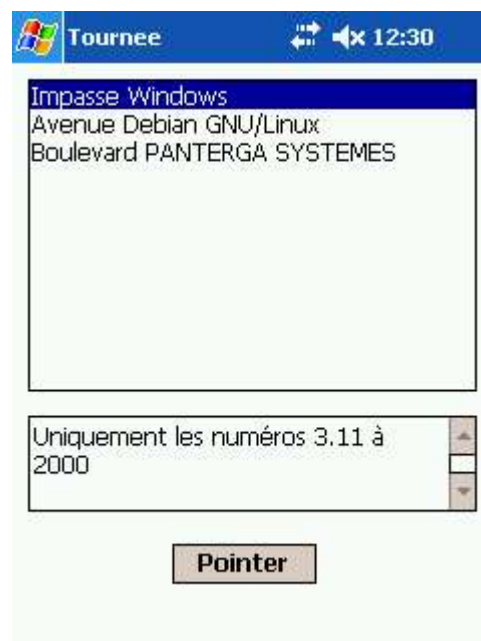 Tournee 12:30
Impasse Windows
Avenue Debian GNU/Linux
Boulevard PANTERGA SYSTEMES
Uniquement les numéros 3.11 à
2000
Pointer